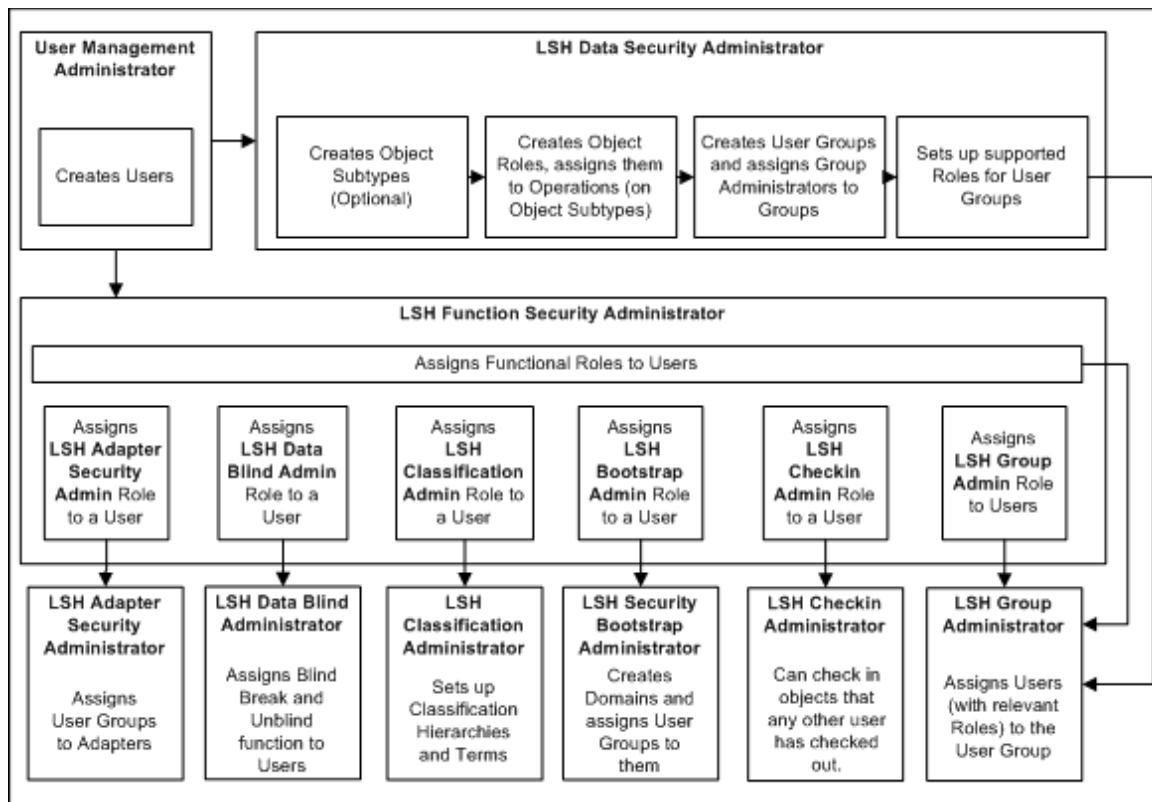 User Management
Administrator
Creates Users
LSH Data Security Administrator
Creates Object
Subtypes
(Optional)
Creates Object
Roles, assigns them
to Operations (on
Object Subtypes)
Creates User Groups
and assigns Group
Administrators to
Groups
Sets up supported
Roles for User
Groups
LSH Function Security Administrator
Assigns Functional Roles to Users
Assigns
LSH Adapter
Security
Admin Role
to a User
Assigns
LSH Data
Blind Admin
Role to a
User
Assigns
LSH
Classification
Admin Role to
a User
Assigns
LSH
Bootstrap
Admin Role
to a User
Assigns
LSH
Checkin
Admin Role
to a User
Assigns
LSH Group
Admin Role
to Users
LSH Adapter
Security
Administrator
Assigns
User Groups
to Adapters
LSH Data Blind
Administrator
Assigns Blind
Break and
Unblind
function to
Users
LSH
Classification
Administrator
Sets up
Classification
Hierarchies
and Terms
LSH Security
Bootstrap
Administrator
Creates
Domains and
assigns User
Groups to
them
LSH Checkin
Administrator
Can check in
objects that
any other user
has checked
out.
LSH Group
Administrator
Assigns Users
(with relevant
Roles) to the
User Group